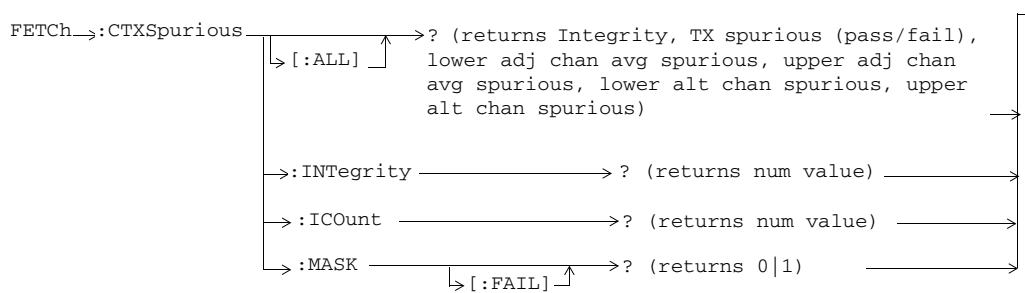 FETCh :CTXSpurious ? (returns Integrity, TX spurious (pass/fail),
[:ALL] lower adj chan avg spurious, upper adj chan
avg spurious, lower alt chan spurious, upper
alt chan spurious)
:INTegrity ? (returns num value)
:ICOunt ? (returns num value)
:MASK ? (returns 0|1)
[:FAIL]